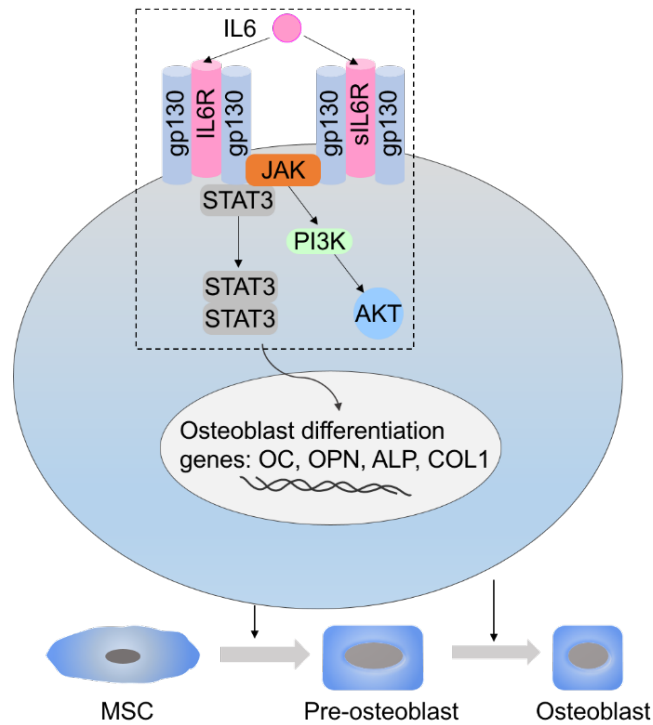 IL6
gp130
IL6R
gp130
gp130
sIL6R
gp130
JAK
STAT3
PI3K
STAT3
STAT3
AKT
Osteoblast differentiation
genes: OC, OPN, ALP, COL1
MSC
Pre-osteoblast
Osteoblast